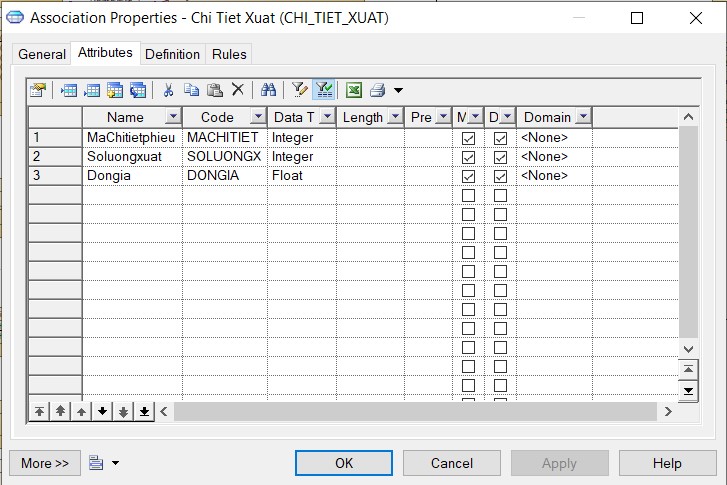 Association Properties - Chi Tiet Xuat (CHI_TIET_XUAT)
General Attributes Definition Rules
Name Code Data T Length Pre M D Domain
1 MaChitietphieu MACHITIET Integer <None>
2 Soluongxuat SOLUONGX Integer <None>
3 Dongia DONGIA Float <None>
More >> OK Cancel Apply Help